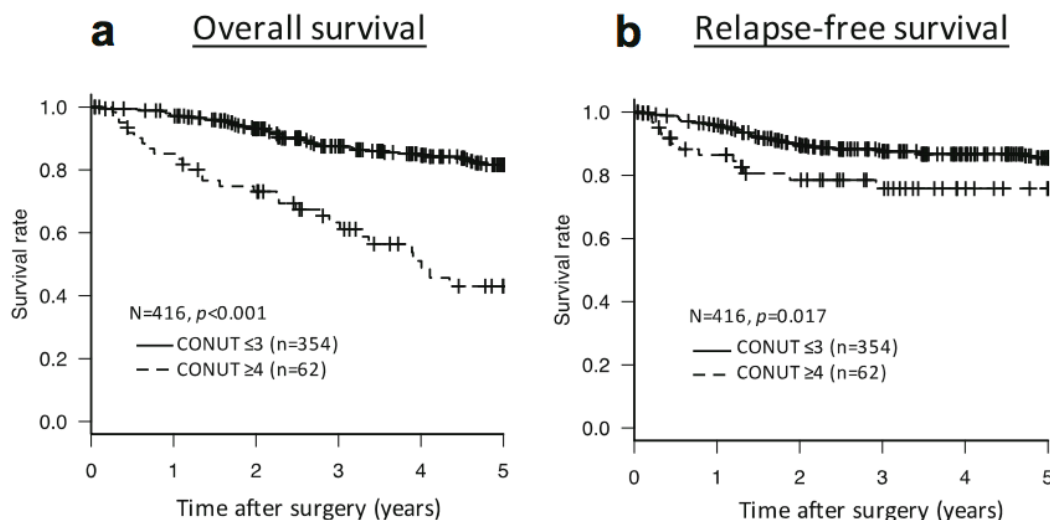 a Overall survival
1.0
0.8
0.6
0.4
0.2
0.0
Survival rate
N=416, p<0.001
CONUT ≤3 (n=354)
CONUT ≥4 (n=62)
0 1 2 3 4 5
Time after surgery (years)
b Relapse-free survival
1.0
0.8
0.6
0.4
0.2
0.0
Survival rate
N=416, p=0.017
CONUT ≤3 (n=354)
CONUT ≥4 (n=62)
0 1 2 3 4 5
Time after surgery (years)